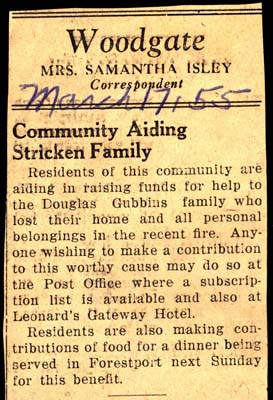 Woodgate
MRS. SAMANTHA ISLEY
Correspondent
March 17, 55
Community Aiding
Stricken Family
Residents of this community are
aiding in raising funds for help to
the Douglas Gubbins family who
lost their home and all personal
belongings in the recent fire. Any-
one wishing to make a contribution
to this worthy cause may do so at
the Post Office where a subscrip-
tion list is available and also at
Leonard's Gateway Hotel.
Residents are also making con-
tributions of food for a dinner being
served in Forestport next Sunday
for this benefit.